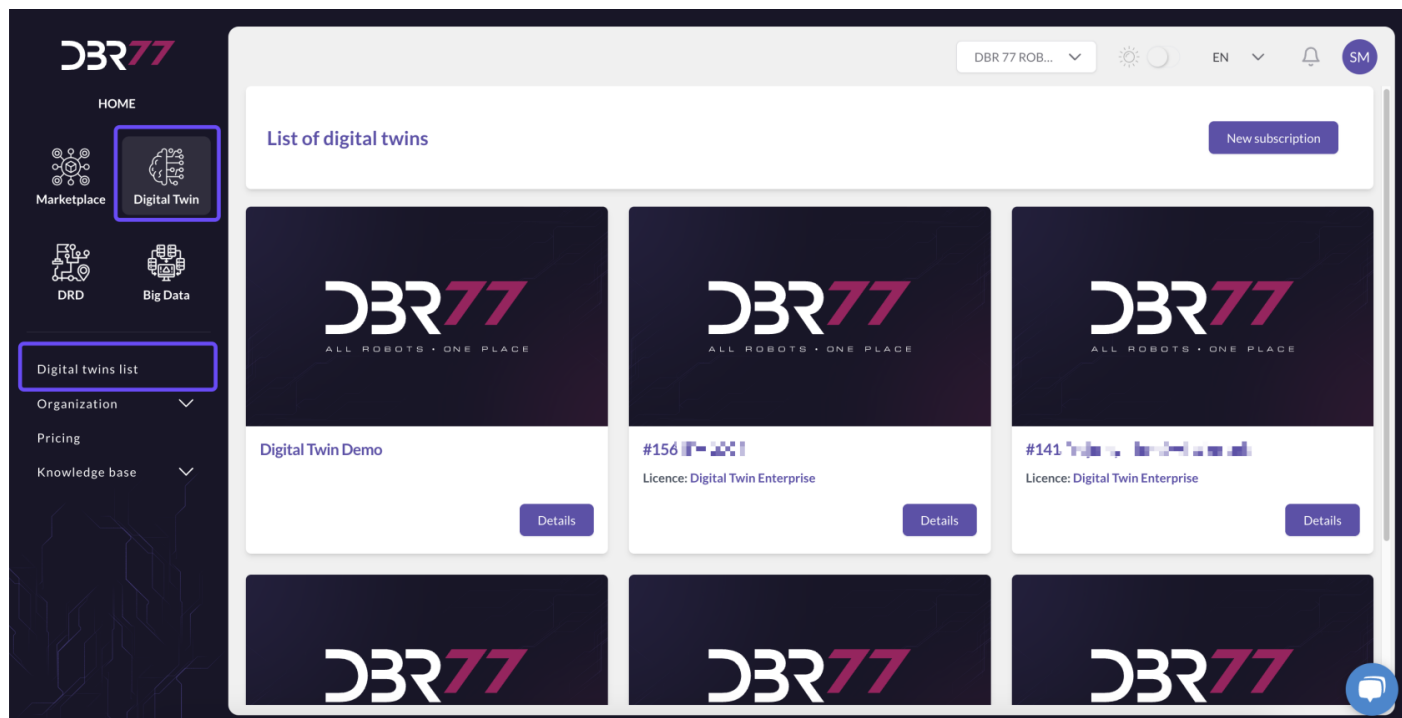 DBR77
HOME
Marketplace
Digital Twin
DRD
Big Data
Digital twins list
Organization
Pricing
Knowledge base
DBR 77 ROB...
EN
SM
List of digital twins
New subscription
DBR77
ALL ROBOTS • ONE PLACE
Digital Twin Demo
Details
DBR77
ALL ROBOTS • ONE PLACE
#156
Licence: Digital Twin Enterprise
Details
DBR77
ALL ROBOTS • ONE PLACE
#141
Licence: Digital Twin Enterprise
Details
DBR77
DBR77
DBR77